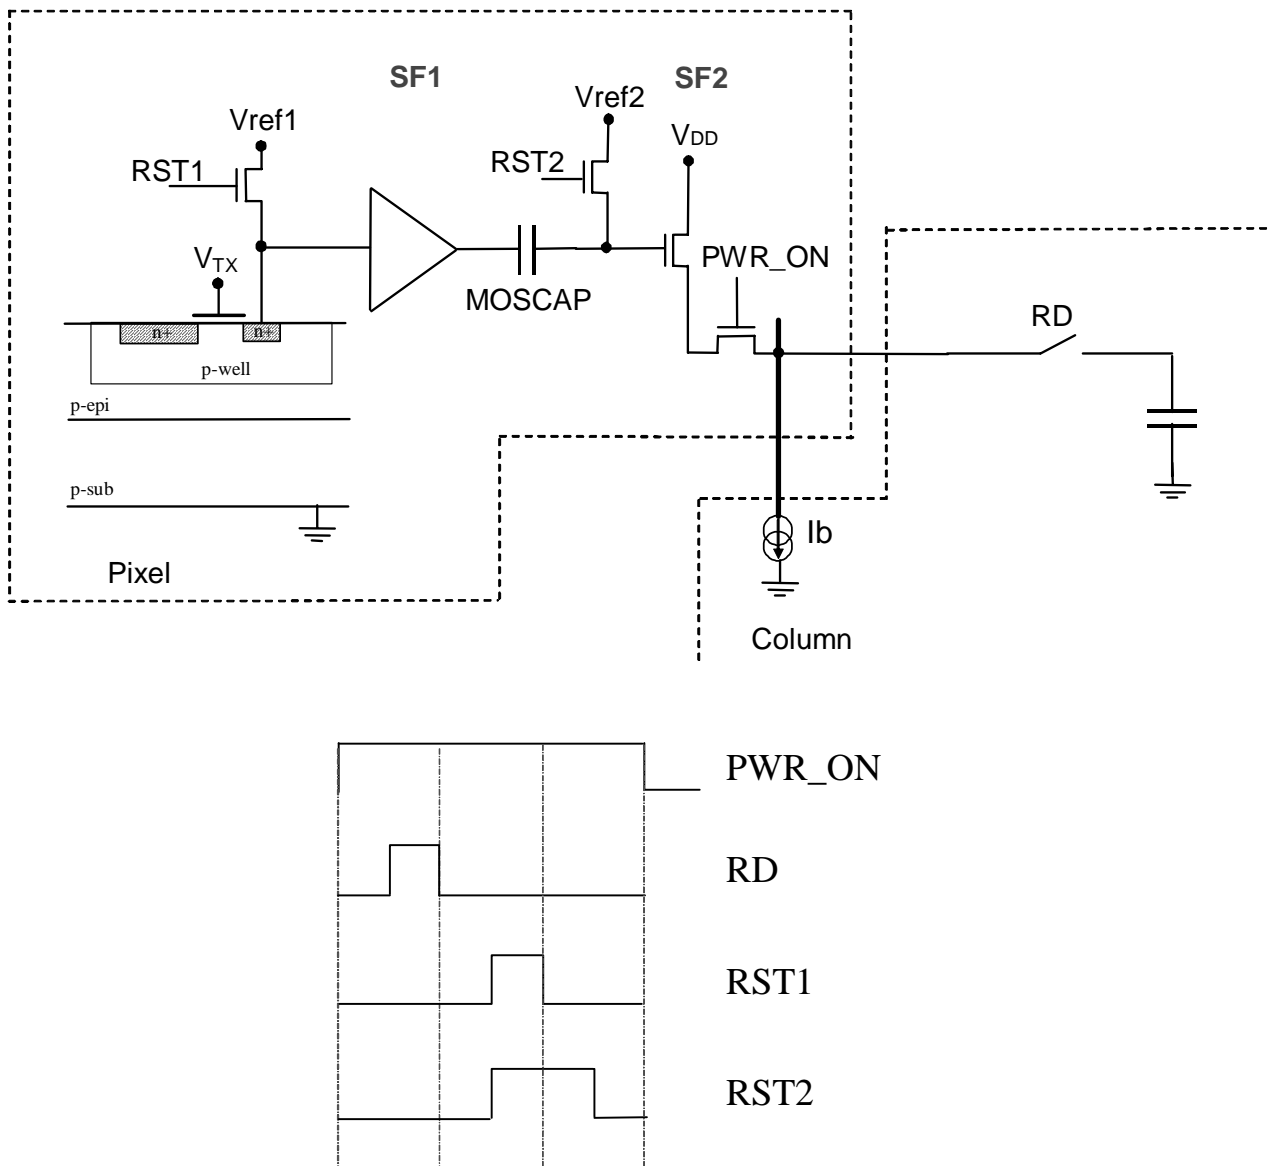 SF1
SF2
Vref2
Vref1
VDD
RST1
RST2
VTX
PWR_ON
MOSCAP
RD
n+
n+
p-well
p-epi
p-sub
Ib
Pixel
Column
PWR_ON
RD
RST1
RST2